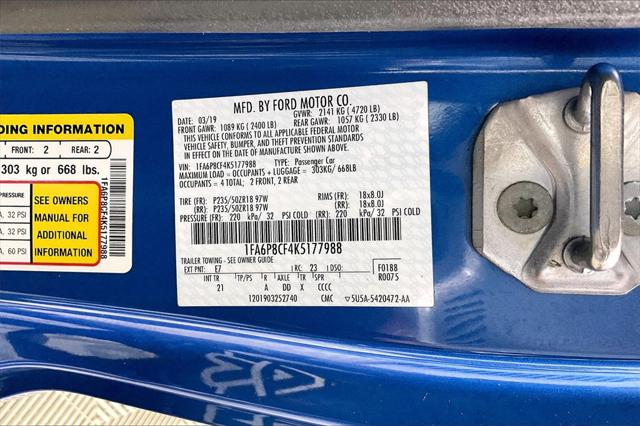 DING INFORMATION
FRONT: 2 REAR: 2
303 kg or 668 lbs.
PRESSURE
A, 32 PSI
A, 32 PSI
A, 60 PSI
SEE OWNERS
MANUAL FOR
ADDITIONAL
INFORMATION
1FA6P8CF4K5177988
MFD. BY FORD MOTOR CO.
DATE: 03/19 GVWR: 2141 KG ( 4720 LB)
FRONT GAWR: 1089 KG ( 2400 LB) REAR GAWR: 1057 KG ( 2330 LB)
THIS VEHICLE CONFORMS TO ALL APPLICABLE FEDERAL MOTOR
VEHICLE SAFETY, BUMPER, AND THEFT PREVENTION STANDARDS IN
EFFECT ON THE DATE OF MANUFACTURE SHOWN ABOVE.
VIN: 1FA6P8CF4K5177988 TYPE: Passenger Car
MAXIMUM LOAD = OCCUPANTS + LUGGAGE = 303KG/ 668LB
OCCUPANTS = 4 TOTAL; 2 FRONT, 2 REAR
TIRE (F): P235/50ZR18 97W RIMS (F): 18x8.0J
(R): P235/50ZR18 97W (R): 18x8.0J
PRESSURE (F): 220 kPa/ 32 PSI COLD (R): 220 kPa/ 32 PSI COLD
1FA6P8CF4K5177988
TRAILER TOWING - SEE OWNER GUIDE
EXT PNT: E7 RC: 23 DSO: F0188
INT TR TP/PS R AXLE TR SPR R0075
21 A DD X CCCC
1201903252740 CMC 5U5A-5420472-AA